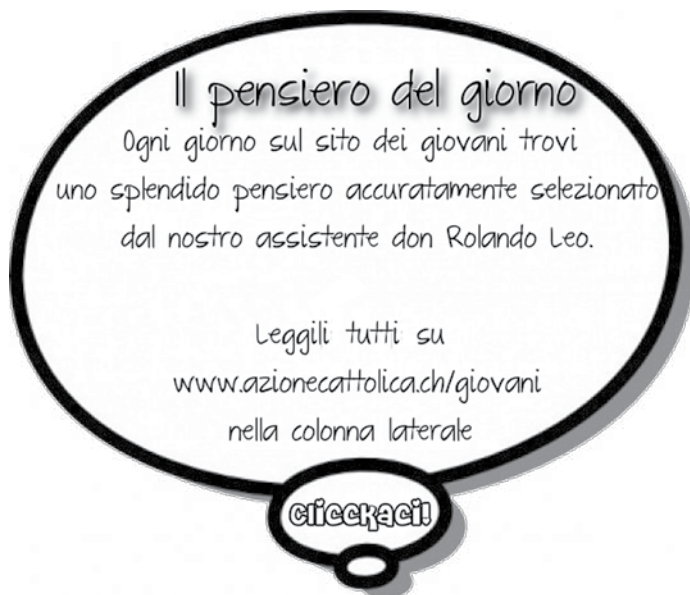 Il pensiero del giorno
Ogni giorno sul sito dei giovani trovi
uno splendido pensiero accuratamente selezionato
dal nostro assistente don Rolando Leo.
Leggili tutti su
www.azionecattolica.ch/giovani
nella colonna laterale
cliccKaci!